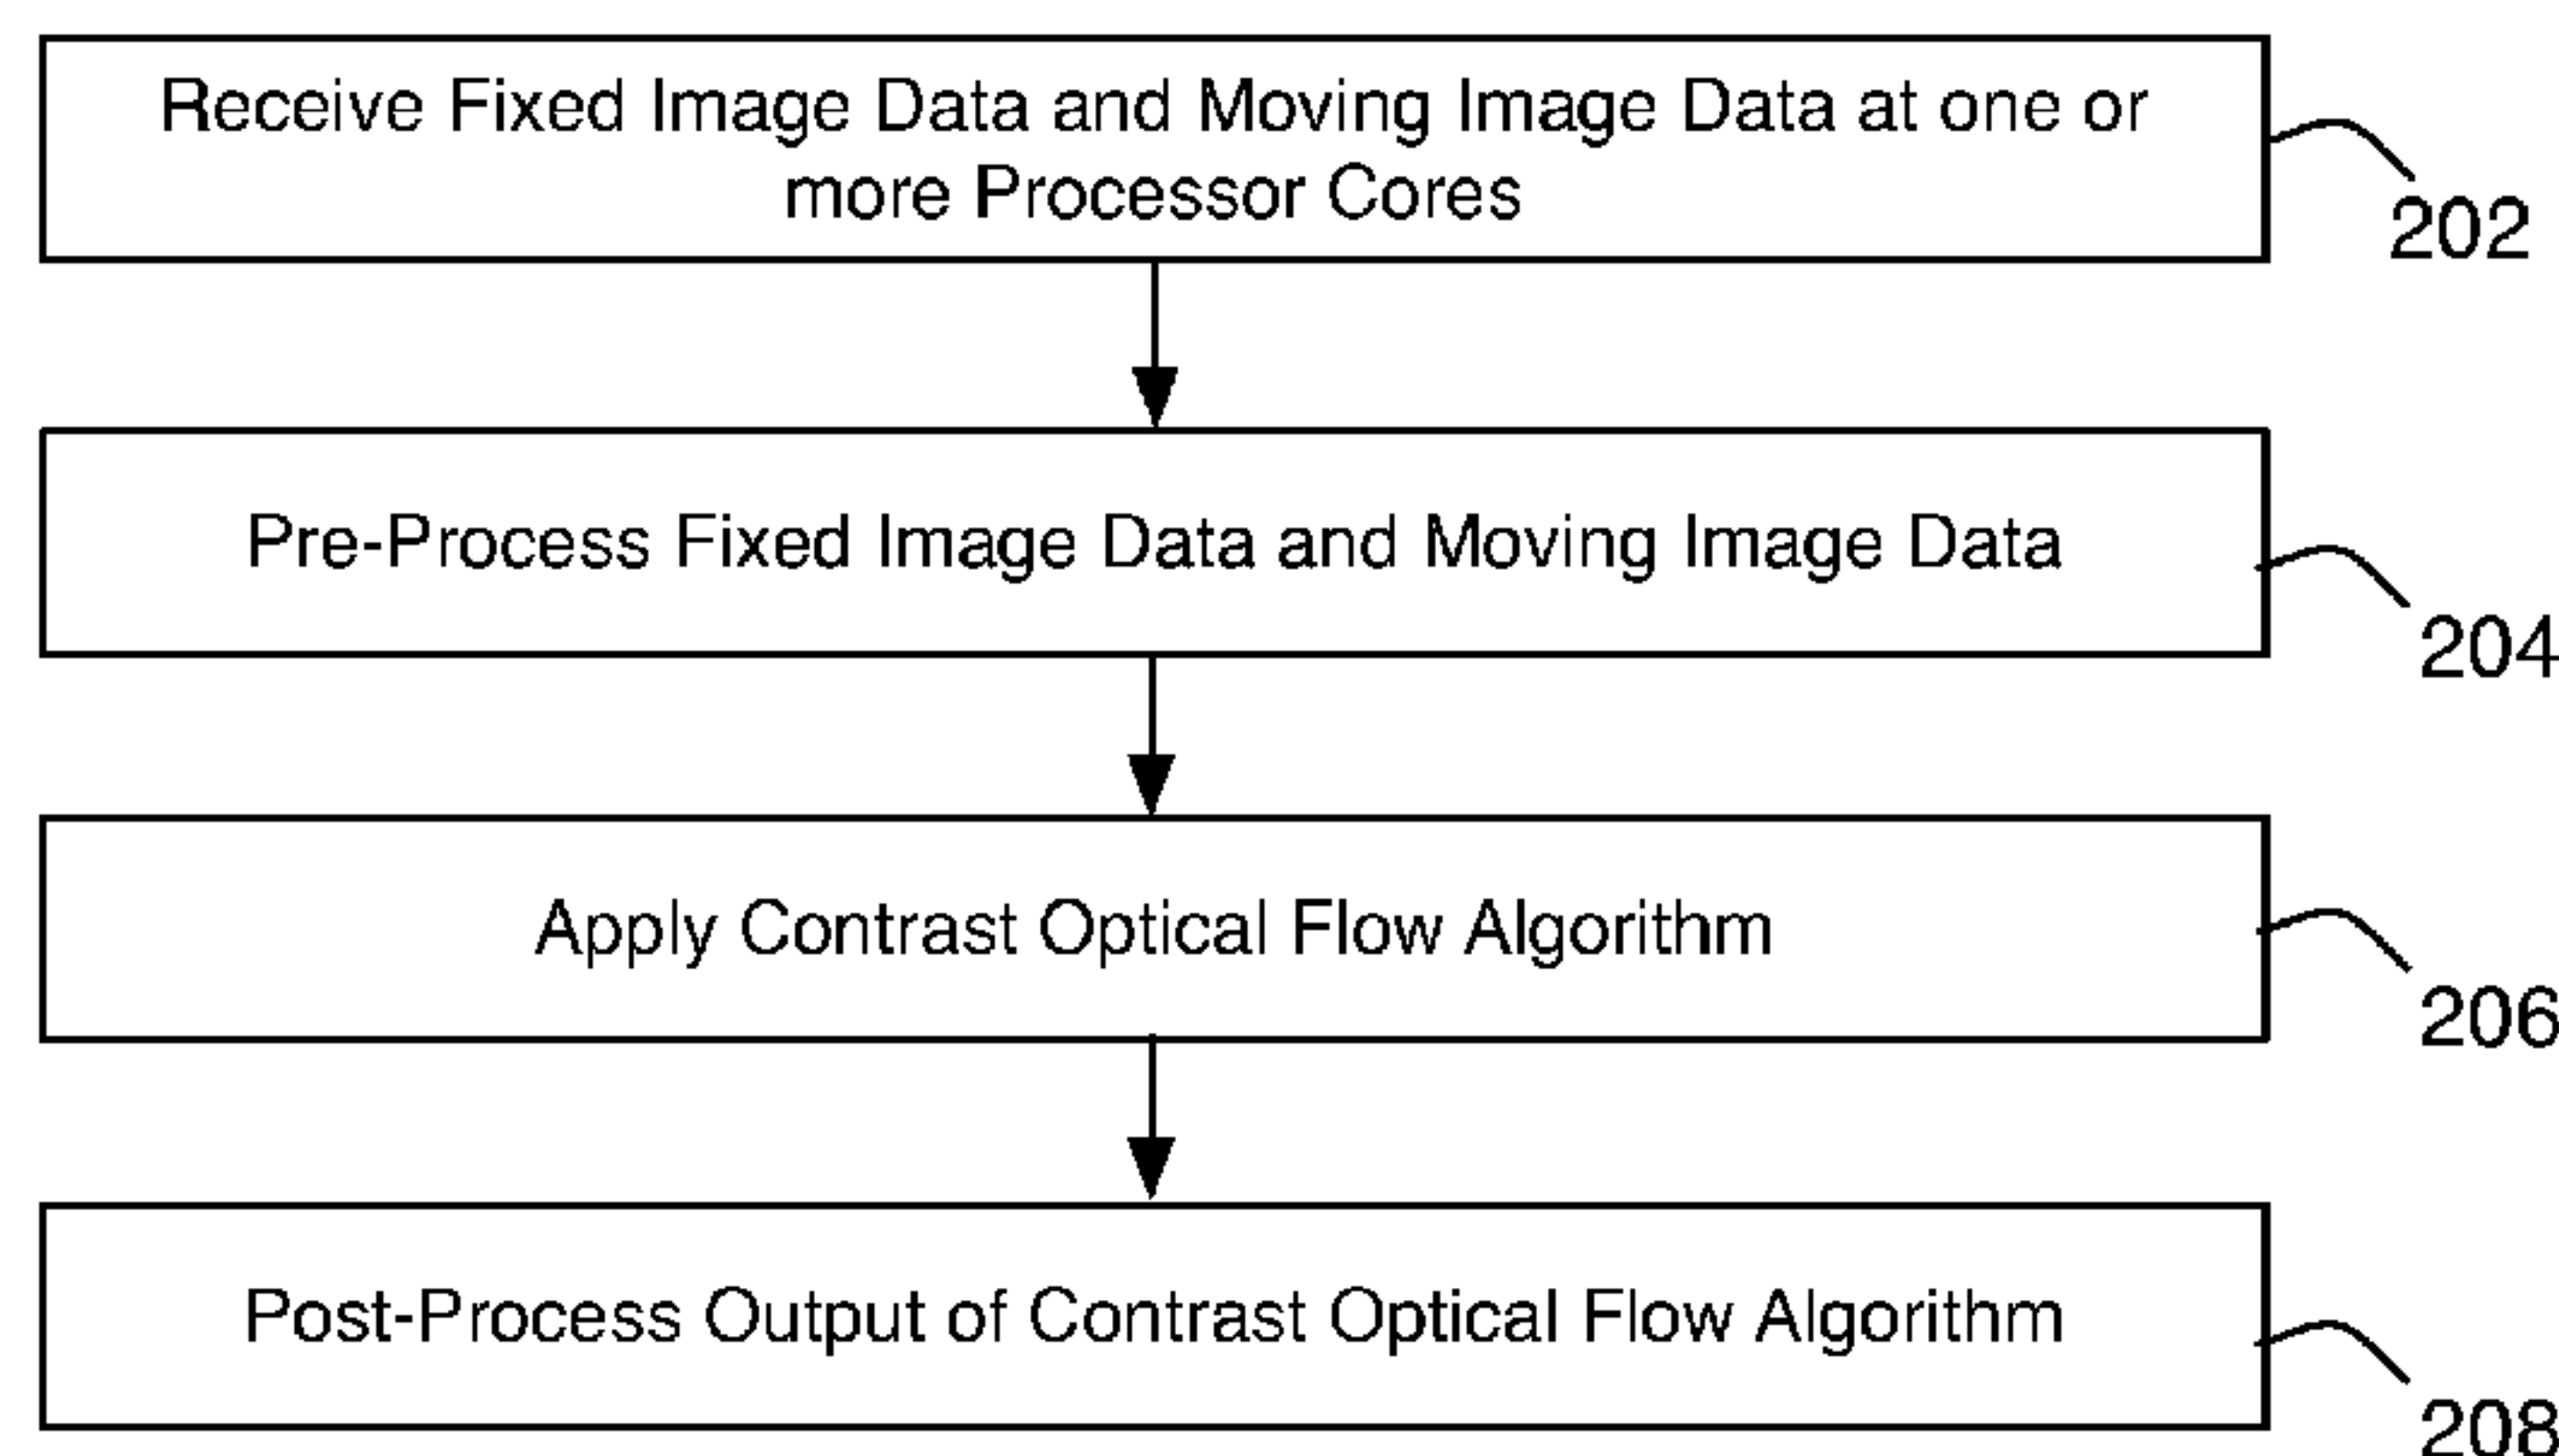 Receive Fixed Image Data and Moving Image Data at one or
more Processor Cores
202
Pre-Process Fixed Image Data and Moving Image Data
204
Apply Contrast Optical Flow Algorithm
206
Post-Process Output of Contrast Optical Flow Algorithm
208